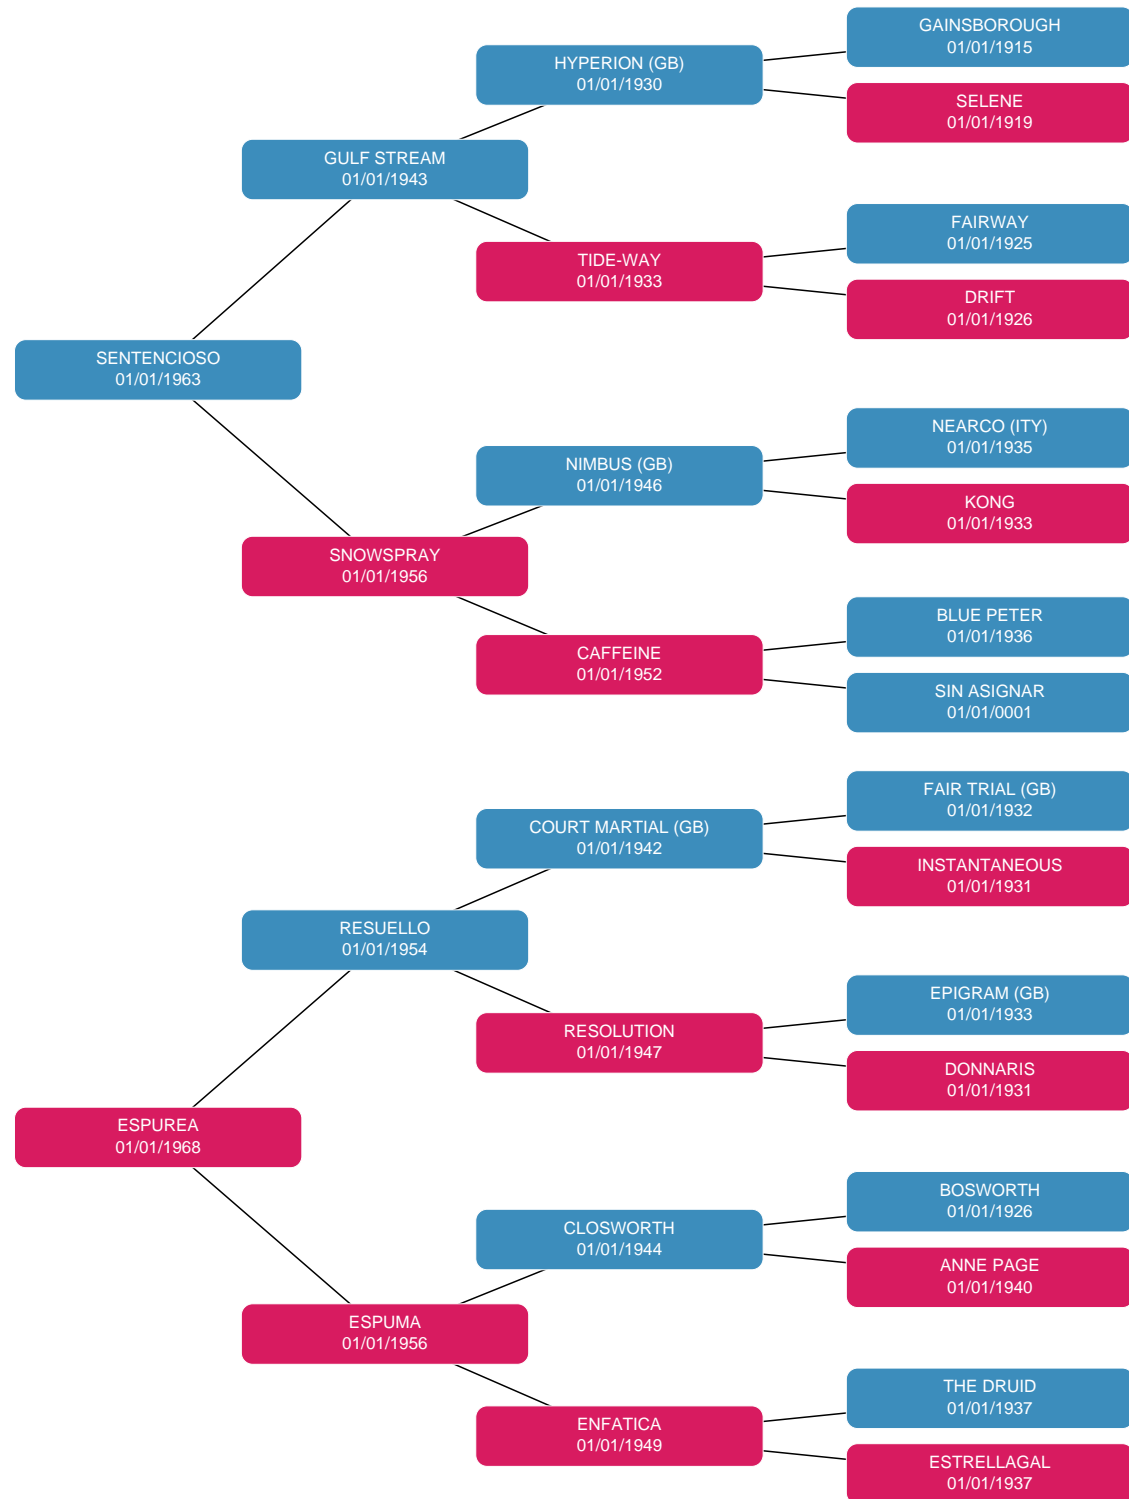 GAINSBOROUGH
01/01/1915
HYPERION (GB)
01/01/1930
SELENE
01/01/1919
GULF STREAM
01/01/1943
FAIRWAY
01/01/1925
TIDE-WAY
01/01/1933
DRIFT
01/01/1926
SENTENCIOSO
01/01/1963
NEARCO (ITY)
01/01/1935
NIMBUS (GB)
01/01/1946
KONG
01/01/1933
SNOWSPRAY
01/01/1956
BLUE PETER
01/01/1936
CAFFEINE
01/01/1952
SIN ASIGNAR
01/01/0001
FAIR TRIAL (GB)
01/01/1932
COURT MARTIAL (GB)
01/01/1942
INSTANTANEOUS
01/01/1931
RESUELLO
01/01/1954
EPIGRAM (GB)
01/01/1933
RESOLUTION
01/01/1947
DONNARIS
01/01/1931
ESPUREA
01/01/1968
BOSWORTH
01/01/1926
CLOSWORTH
01/01/1944
ANNE PAGE
01/01/1940
ESPUMA
01/01/1956
THE DRUID
01/01/1937
ENFATICA
01/01/1949
ESTRELLAGAL
01/01/1937